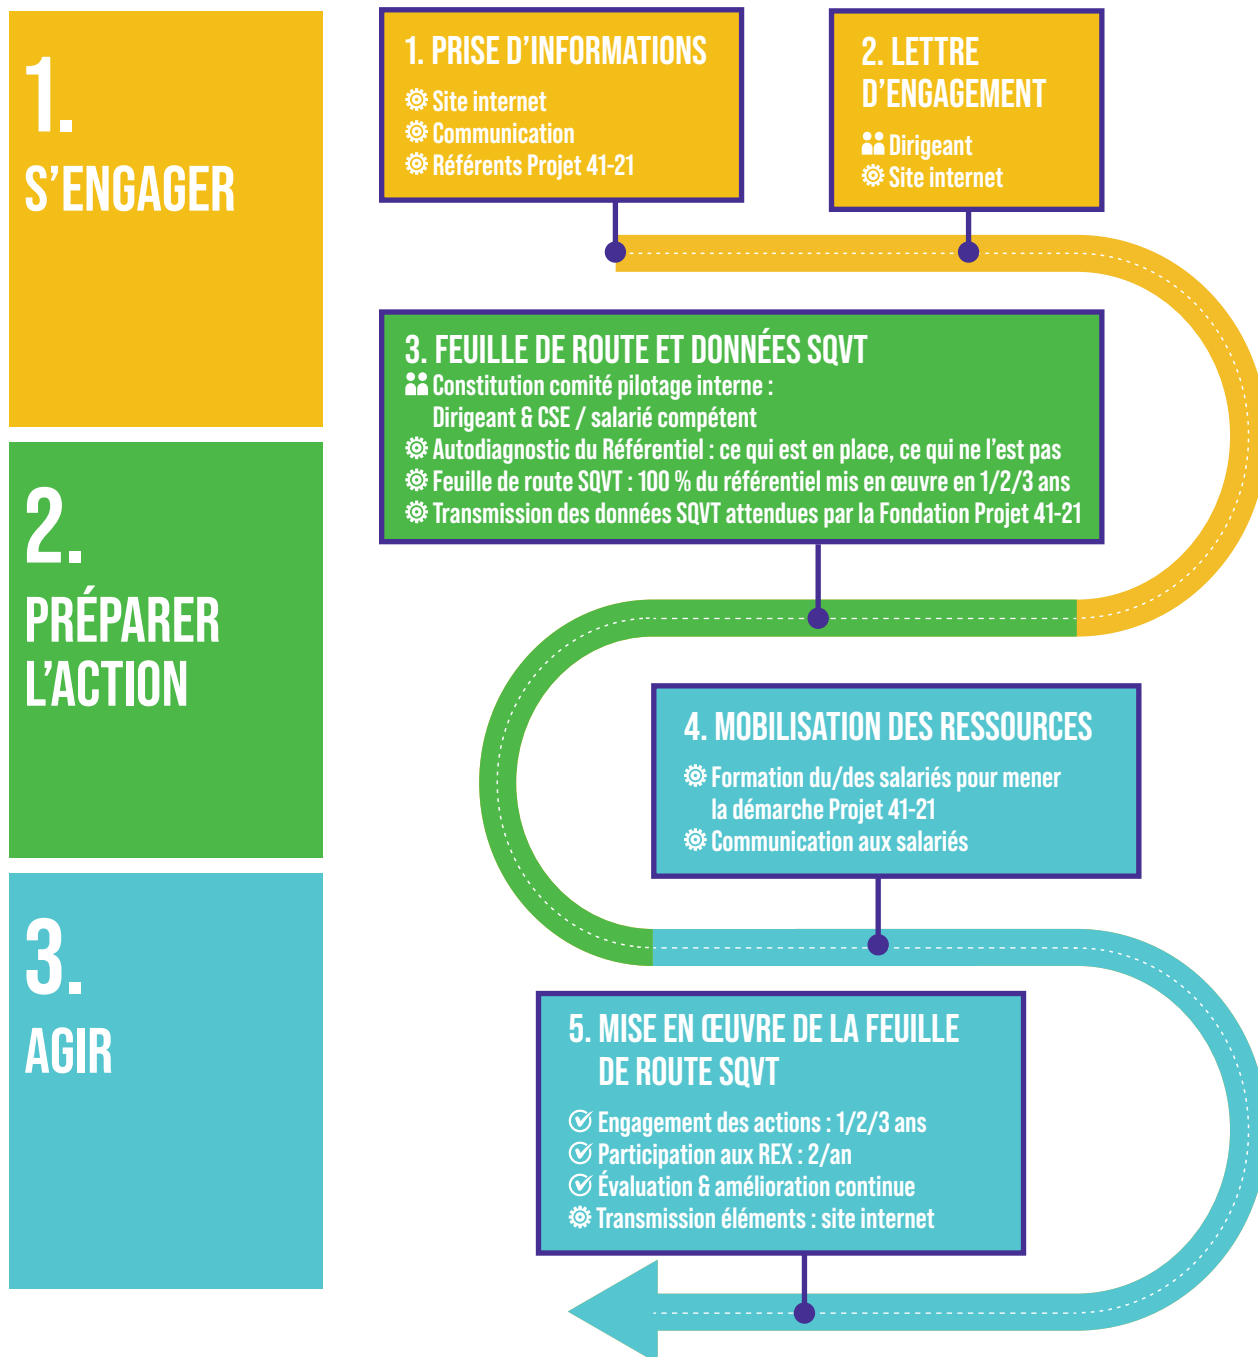 1.
S'ENGAGER
1. PRISE D'INFORMATIONS
Site internet
Communication
Référents Projet 41-21
2. LETTRE
D'ENGAGEMENT
Dirigeant
Site internet
2.
PRÉPARER
L'ACTION
3. FEUILLE DE ROUTE ET DONNÉES SQVT
Constitution comité pilotage interne :
Dirigeant & CSE / salarié compétent
Autodiagnostic du Référentiel : ce qui est en place, ce qui ne l'est pas
Feuille de route SQVT : 100 % du référentiel mis en œuvre en 1/2/3 ans
Transmission des données SQVT attendues par la Fondation Projet 41-21
3.
AGIR
4. MOBILISATION DES RESSOURCES
Formation du/des salariés pour mener
la démarche Projet 41-21
Communication aux salariés
5. MISE EN ŒUVRE DE LA FEUILLE
DE ROUTE SQVT
Engagement des actions : 1/2/3 ans
Participation aux REX : 2/an
Évaluation & amélioration continue
Transmission éléments : site internet